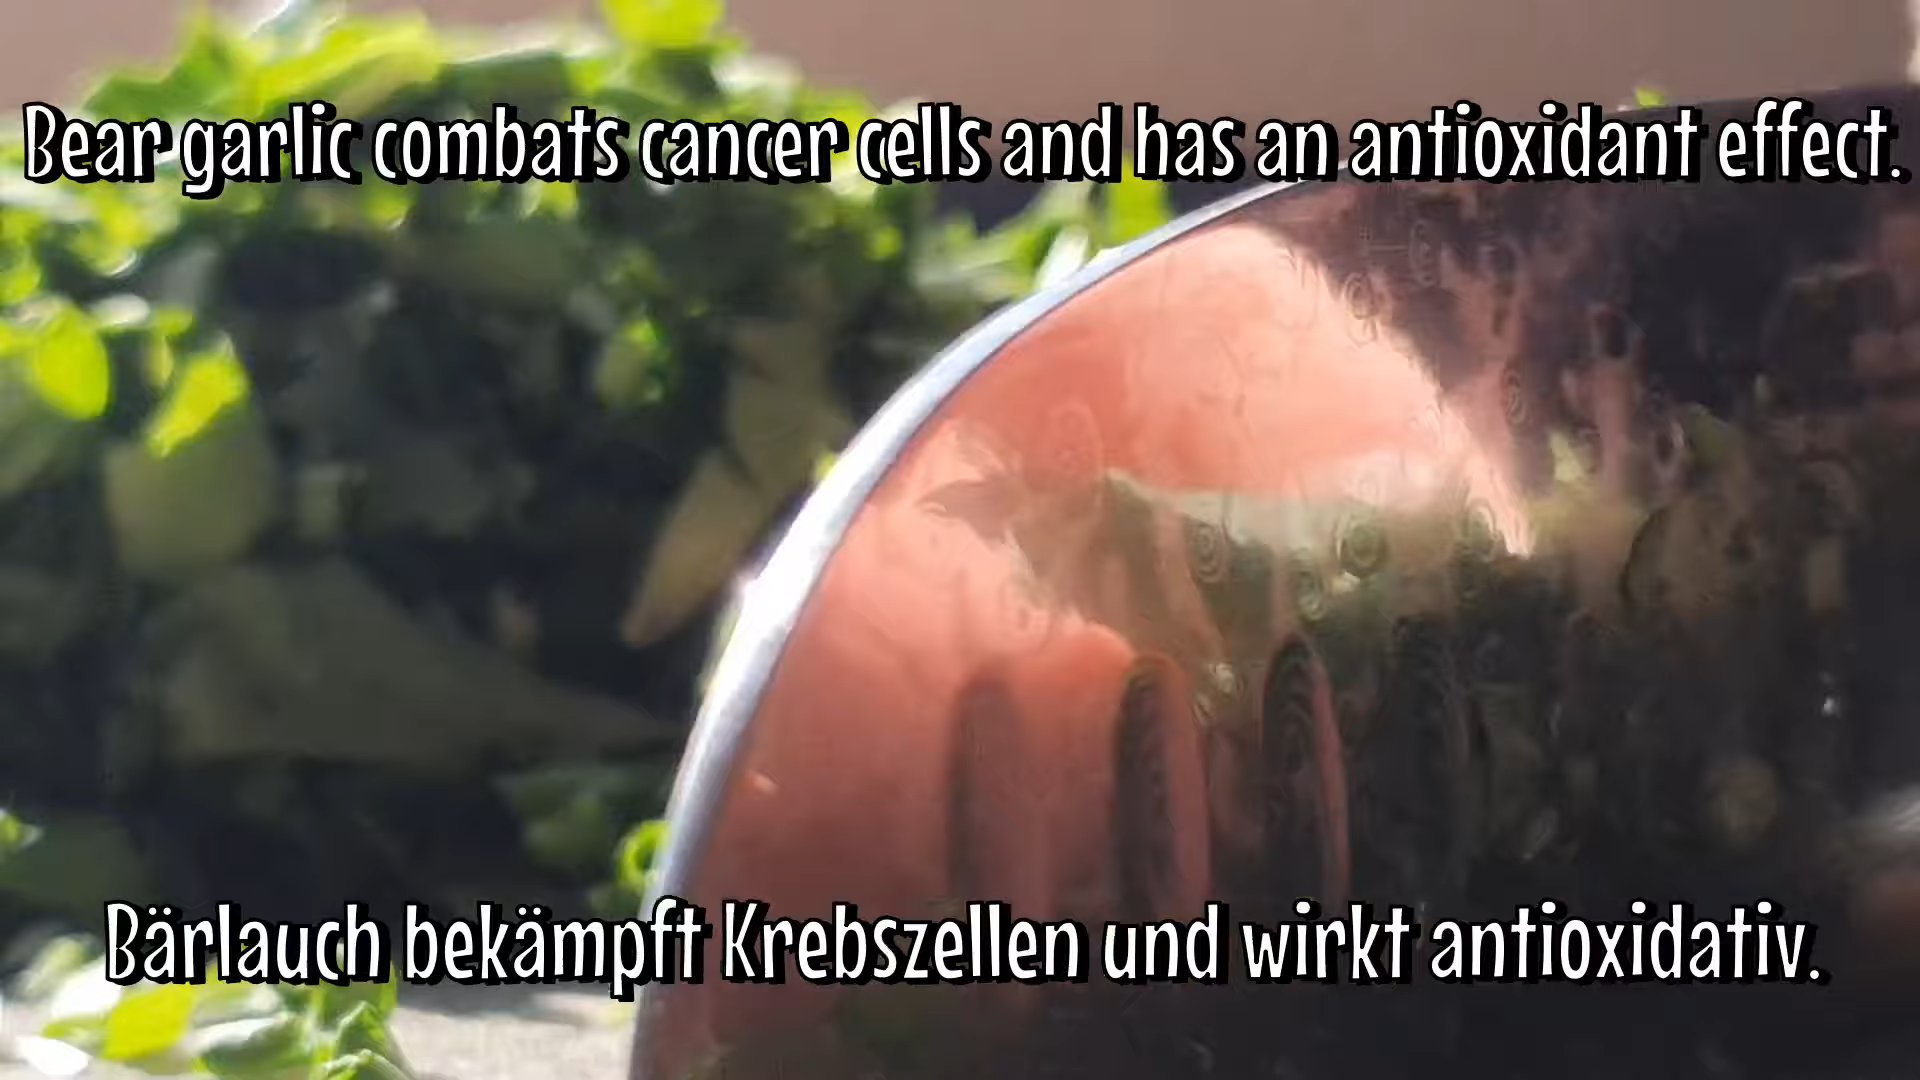 Bear garlic combats cancer cells and has an antioxidant effect.
Bärlauch bekämpft Krebszellen und wirkt antioxidativ.